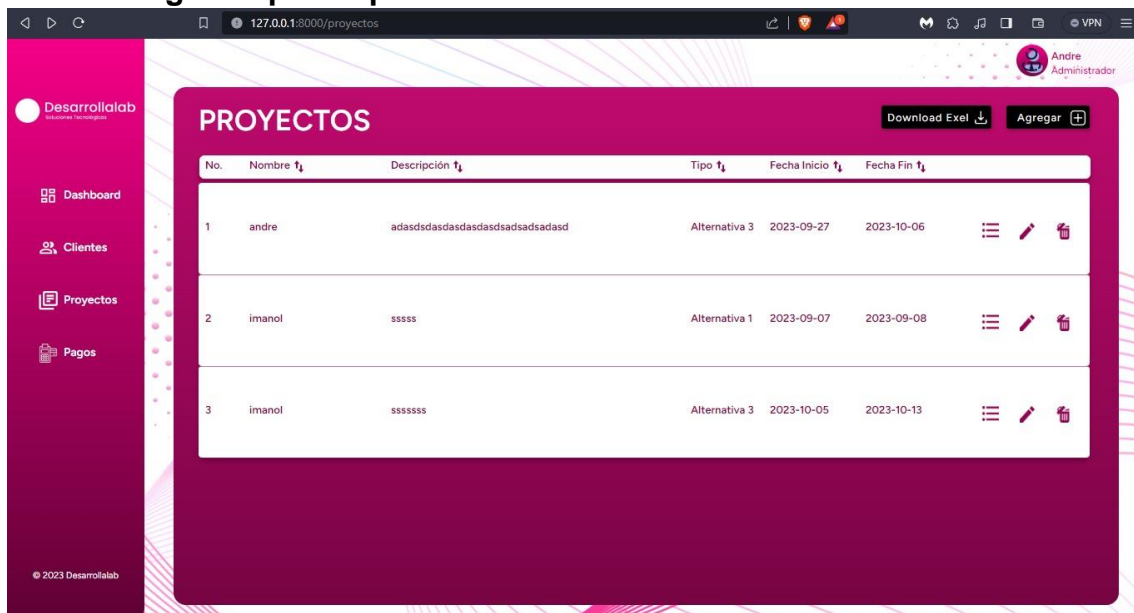 127.0.0.1:8000/proyectos
VPN
Andre
Administrador
Desarrollalab
Soluciones Tecnológicas
PROYECTOS
Download Exel
Agregar
No. Nombre Descripción Tipo Fecha Inicio Fecha Fin
Dashboard
1 andre adasdsdasdasdasdasdsadsadsadasd Alternativa 3 2023-09-27 2023-10-06
Clientes
Proyectos
2 imanol sssss Alternativa 1 2023-09-07 2023-09-08
Pagos
3 imanol sssssss Alternativa 3 2023-10-05 2023-10-13
© 2023 Desarrollalab